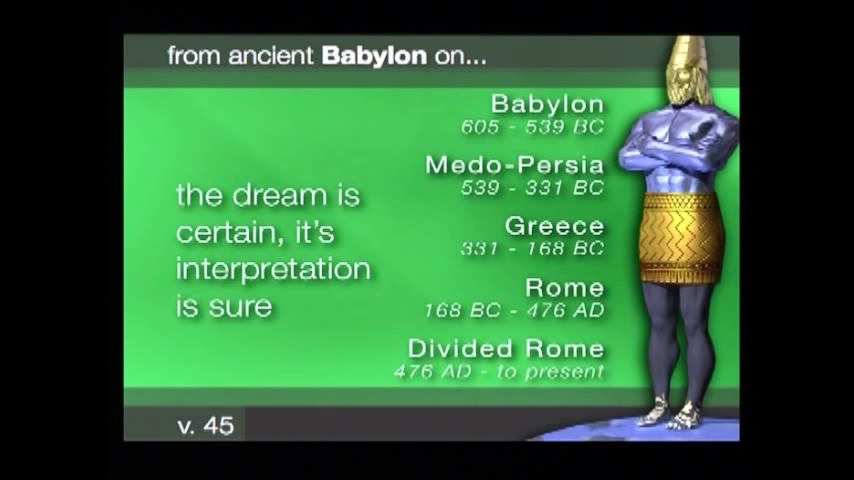 from ancient Babylon on...
the dream is
certain, it's
interpretation
is sure
Babylon
605 - 539 BC
Medo-Persia
539 - 331 BC
Greece
331 - 168 BC
Rome
168 BC - 476 AD
Divided Rome
476 AD - to present
v. 45